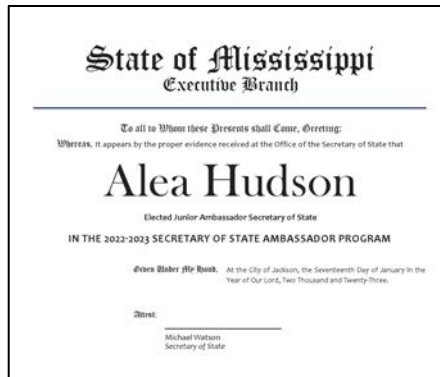 State of Mississippi
Executive Branch
To all to Whom these Presents shall Come, Greeting:
Whereas, it appears by the proper evidence received at the Office of the Secretary of State that
Alea Hudson
Elected Junior Ambassador Secretary of State
IN THE 2022-2023 SECRETARY OF STATE AMBASSADOR PROGRAM
Given Under My Hand, At the City of Jackson, the Seventeenth Day of January in the
Year of Our Lord, Two Thousand and Twenty-Three.
Attest:
Michael Watson
Secretary of State